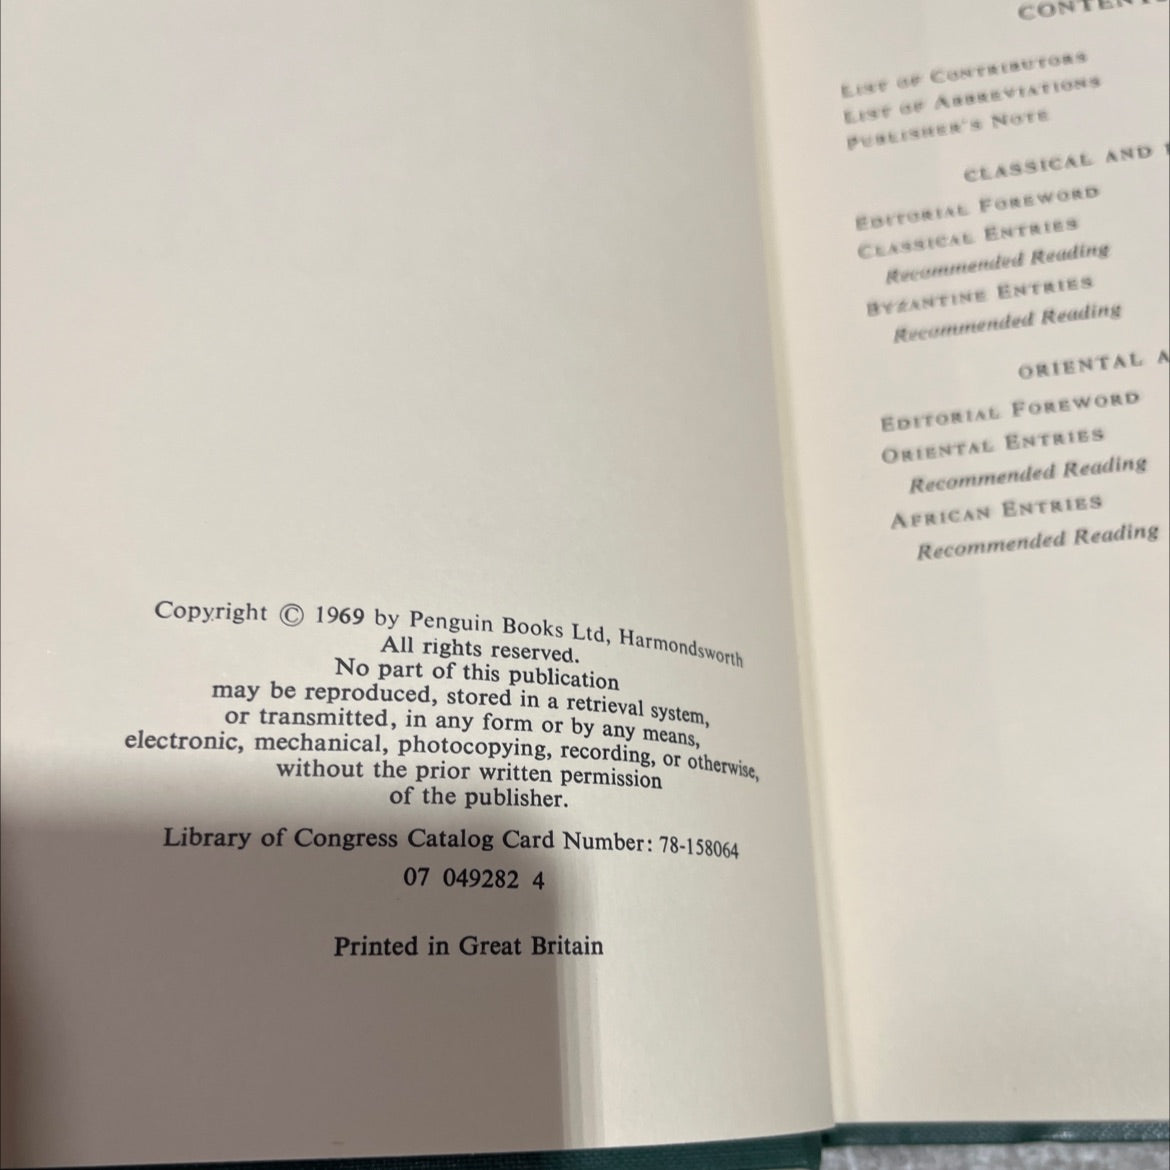 Copyright © 1969 by Penguin Books Ltd, Harmondsworth
All rights reserved.
No part of this publication
may be reproduced, stored in a retrieval system,
or transmitted, in any form or by any means,
electronic, mechanical, photocopying, recording, or otherwise,
without the prior written permission
of the publisher.
Library of Congress Catalog Card Number: 78-158064
07 049282 4
Printed in Great Britain
List of Contributors
List of Abbreviations
Publisher's Note
CLASSICAL AND
Editorial Foreword
Classical Entries
Recommended Reading
Byzantine Entries
Recommended Reading
ORIENTAL
Editorial Foreword
Oriental Entries
Recommended Reading
African Entries
Recommended Reading